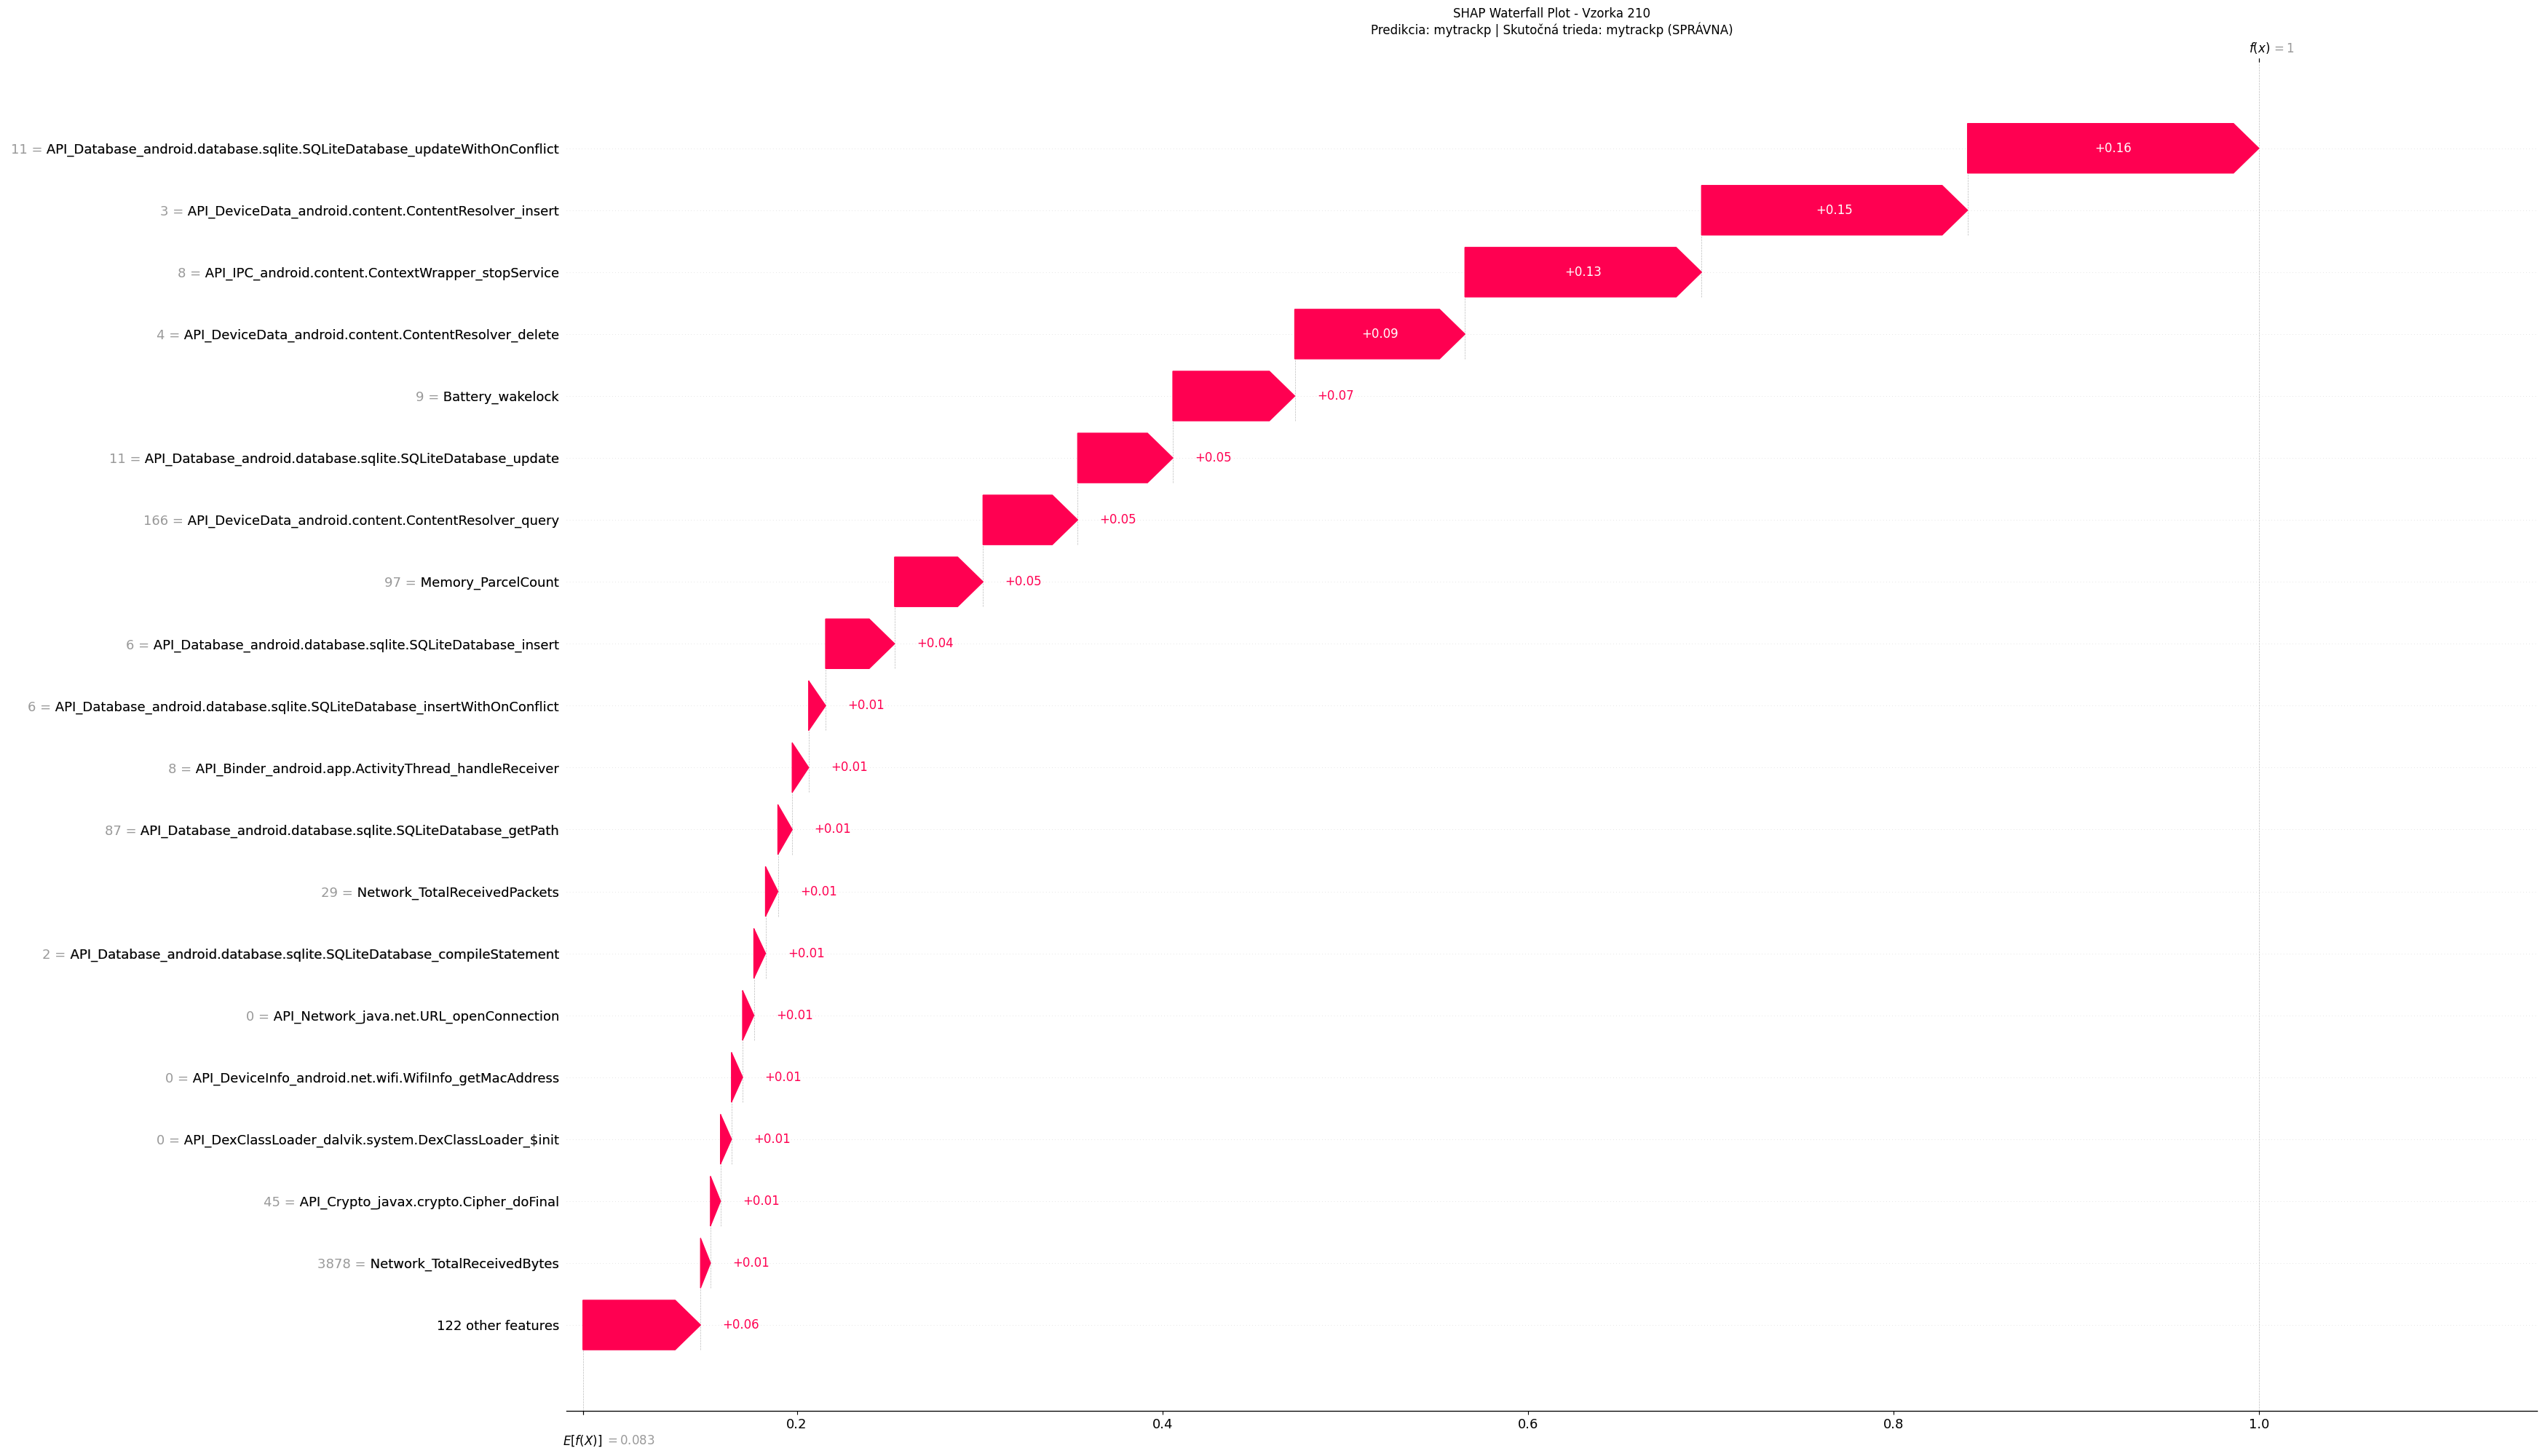 SHAP Waterfall Plot - Vzorka 210
Predikcia: mytrackp | Skutočná trieda: mytrackp (SPRÁVNA)
f(x) = 1
11 = API_Database_android.database.sqlite.SQLiteDatabase_updateWithOnConflict
+0.16
3 = API_DeviceData_android.content.ContentResolver_insert
+0.15
8 = API_IPC_android.content.ContextWrapper_stopService
+0.13
4 = API_DeviceData_android.content.ContentResolver_delete
+0.09
9 = Battery_wakelock
+0.07
11 = API_Database_android.database.sqlite.SQLiteDatabase_update
+0.05
166 = API_DeviceData_android.content.ContentResolver_query
+0.05
97 = Memory_ParcelCount
+0.05
6 = API_Database_android.database.sqlite.SQLiteDatabase_insert
+0.04
6 = API_Database_android.database.sqlite.SQLiteDatabase_insertWithOnConflict
+0.01
8 = API_Binder_android.app.ActivityThread_handleReceiver
+0.01
87 = API_Database_android.database.sqlite.SQLiteDatabase_getPath
+0.01
29 = Network_TotalReceivedPackets
+0.01
2 = API_Database_android.database.sqlite.SQLiteDatabase_compileStatement
+0.01
0 = API_Network_java.net.URL_openConnection
+0.01
0 = API_DeviceInfo_android.net.wifi.WifiInfo_getMacAddress
+0.01
0 = API_DexClassLoader_dalvik.system.DexClassLoader_$init
+0.01
45 = API_Crypto_javax.crypto.Cipher_doFinal
+0.01
3878 = Network_TotalReceivedBytes
+0.01
122 other features
+0.06
0.2 0.4 0.6 0.8 1.0
E[f(X)] = 0.083